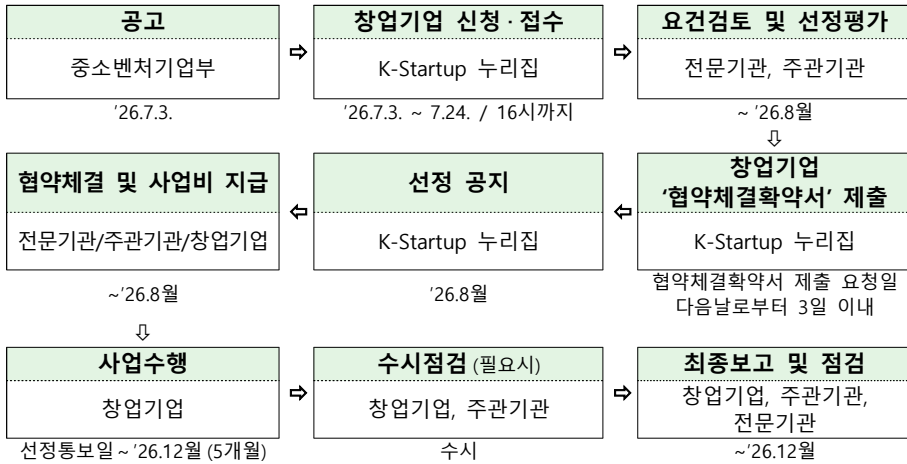 공고
중소벤처기업부
'26.7.3.
⇨
창업기업 신청·접수
K-Startup 누리집
'26.7.3. ~ 7.24. / 16시까지
⇨
요건검토 및 선정평가
전문기관, 주관기관
~ '26.8월
⇩
창업기업
'협약체결확약서' 제출
K-Startup 누리집
협약체결확약서 제출 요청일
다음날로부터 3일 이내
⇦
선정 공지
K-Startup 누리집
'26.8월
⇦
협약체결 및 사업비 지급
전문기관/주관기관/창업기업
~'26.8월
⇩
사업수행
창업기업
선정통보일 ~ '26.12월 (5개월)
⇨
수시점검 (필요시)
창업기업, 주관기관
수시
⇨
최종보고 및 점검
창업기업, 주관기관,
전문기관
~'26.12월